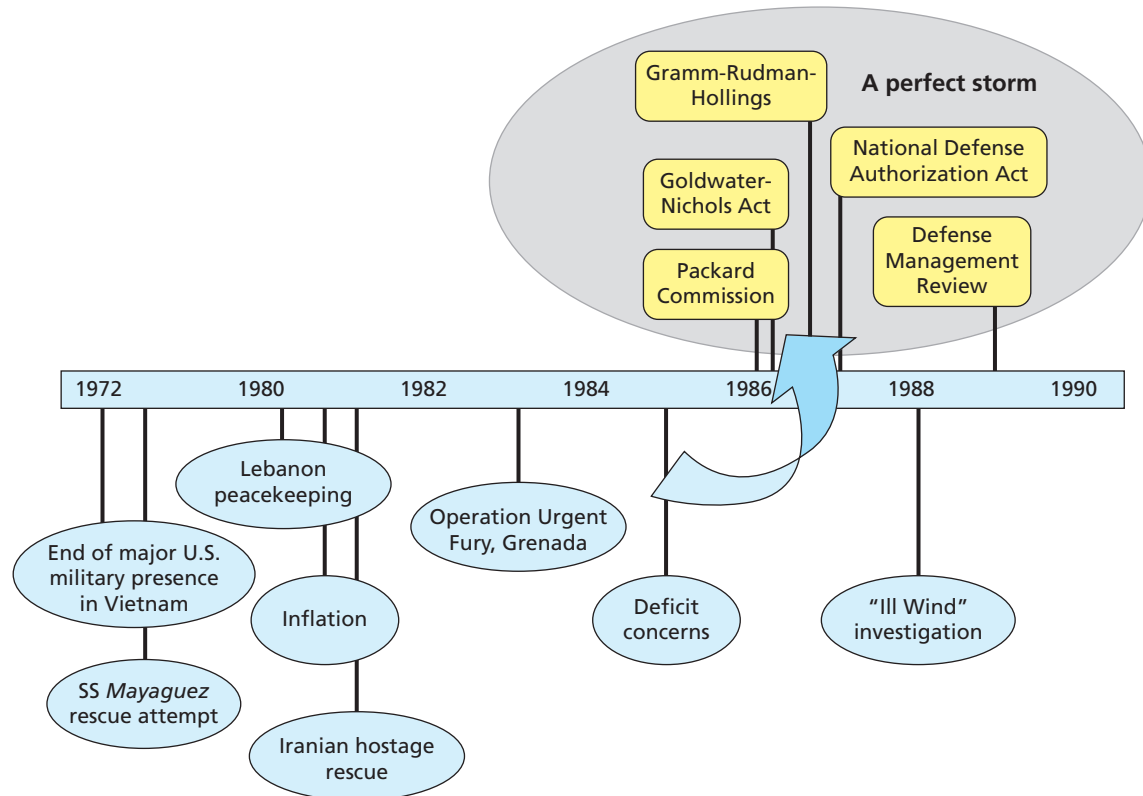 Gramm-Rudman-
Hollings
A perfect storm
National Defense
Authorization Act
Goldwater-
Nichols Act
Defense
Management
Review
Packard
Commission
1972
1980
1982
1984
1986
1988
1990
Lebanon
peacekeeping
Operation Urgent
Fury, Grenada
End of major U.S.
military presence
in Vietnam
Inflation
Deficit
concerns
“Ill Wind”
investigation
SS Mayaguez
rescue attempt
Iranian hostage
rescue